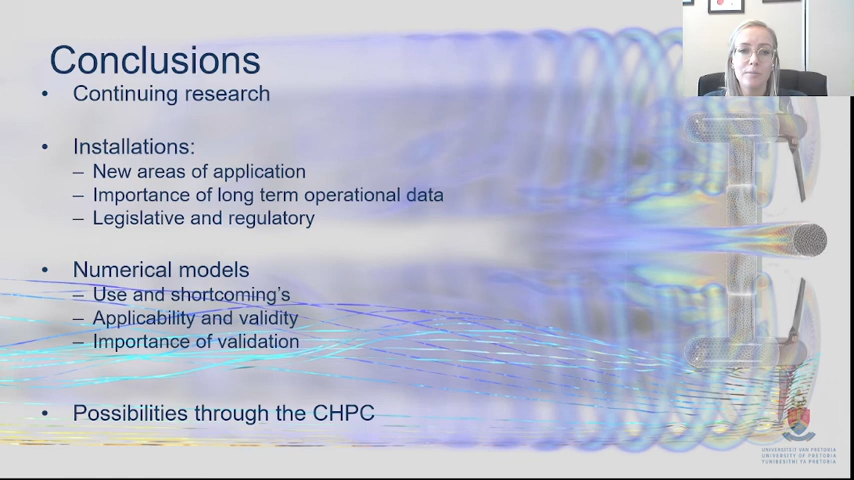 Conclusions
• Continuing research
• Installations:
– New areas of application
– Importance of long term operational data
– Legislative and regulatory
• Numerical models
– Use and shortcoming's
– Applicability and validity
– Importance of validation
• Possibilities through the CHPC
UNIVERSITEIT VAN PRETORIA
UNIVERSITY OF PRETORIA
YUNIBESITHI YA PRETORIA